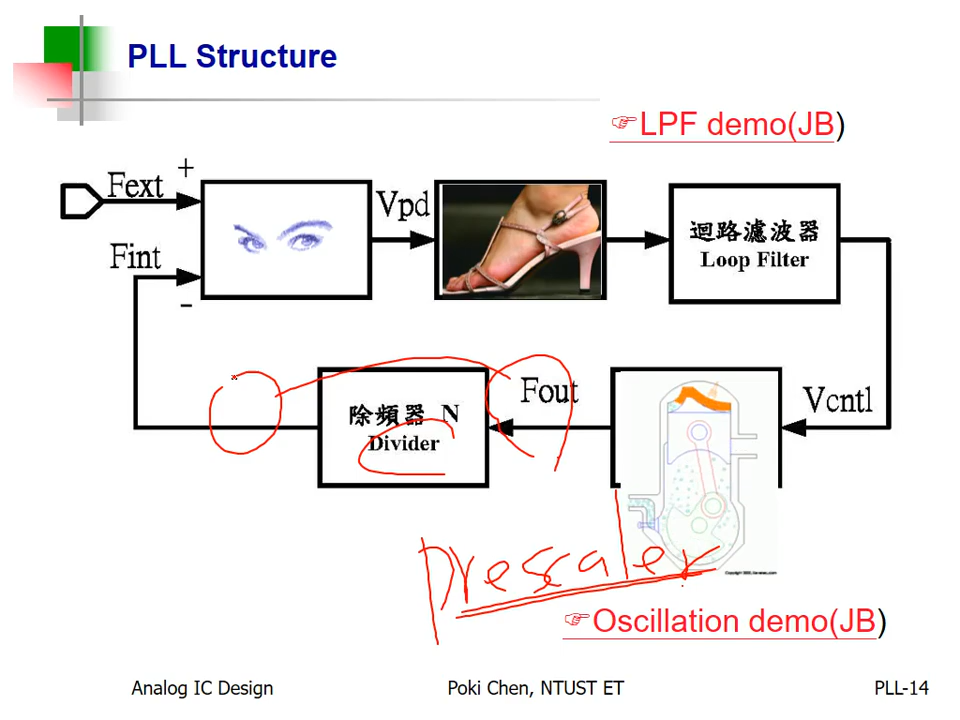 PLL Structure
☞LPF demo(JB)
Fext
+
Vpd
迴路濾波器
Loop Filter
Fint
-
除頻器 N
Divider
Fout
Vcntl
prescaler
☞Oscillation demo(JB)
Analog IC Design
Poki Chen, NTUST ET
PLL-14